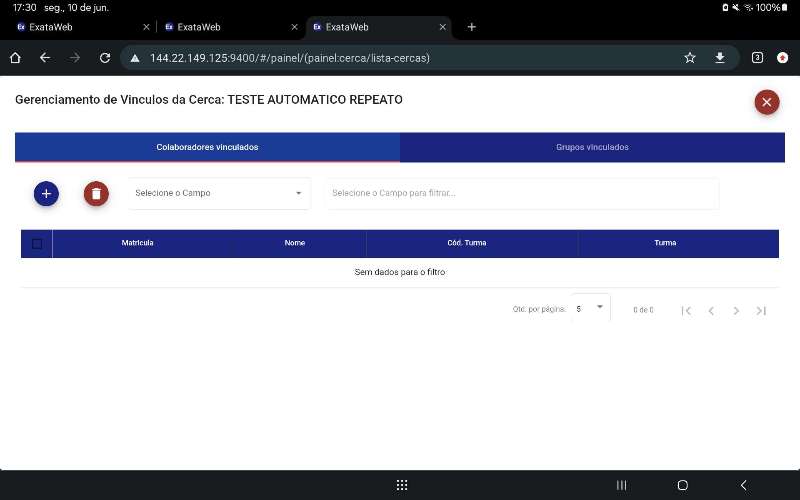 17:30 seg., 10 de jun.
100%
ExataWeb
ExataWeb
ExataWeb
144.22.149.125:9400/#/painel/(painel:cerca/lista-cercas)
3
Gerenciamento de Vinculos da Cerca: TESTE AUTOMATICO REPEATO
Colaboradores vinculados
Grupos vinculados
Selecione o Campo
Selecione o Campo para filtrar...
Matricula Nome Cód. Turma Turma
Sem dados para o filtro
Qtd. por página: 5 0 de 0